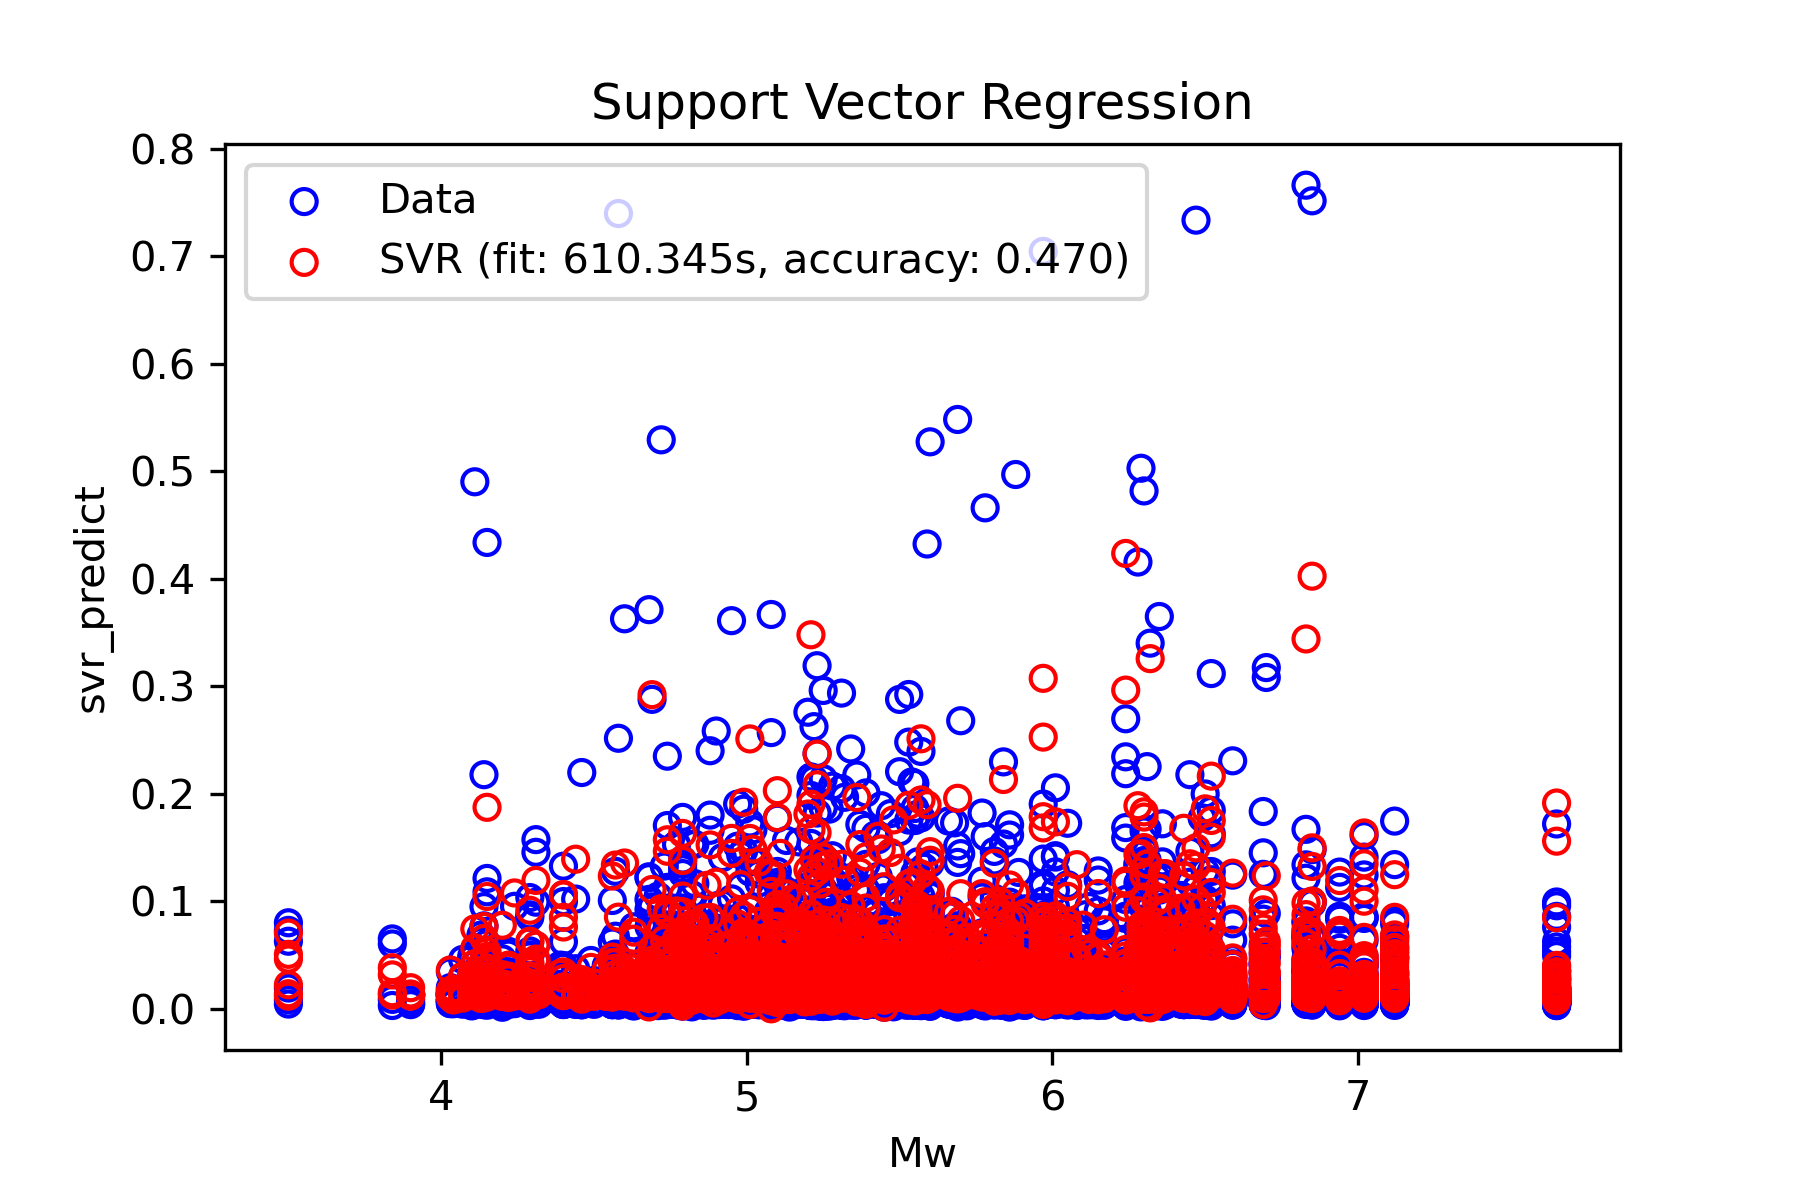 Support Vector Regression
Data
SVR (fit: 610.345s, accuracy: 0.470)
0.8
0.7
0.6
0.5
0.4
0.3
0.2
0.1
0.0
svr_predict
4 5 6 7
Mw